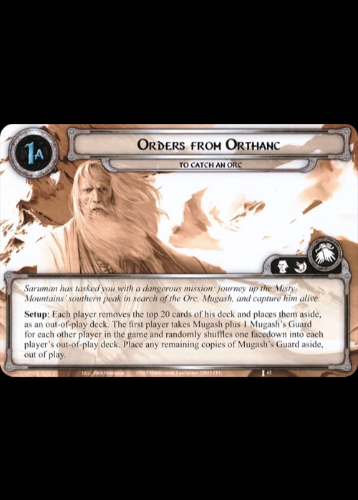 1A
Orders from Orthanc
To Catch an Orc
Saruman has tasked you with a dangerous mission: journey up the Misty
Mountains' southern peak in search of the Orc, Mugash, and capture him alive.
Setup: Each player removes the top 20 cards of his deck and places them aside,
as an out-of-play deck. The first player takes Mugash plus 1 Mugash's Guard
for each other player in the game and randomly shuffles one facedown into each
player's out-of-play deck. Place any remaining copies of Mugash's Guard aside,
out of play.